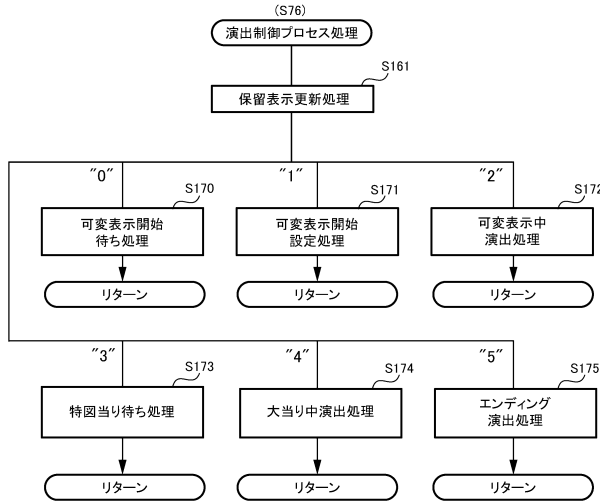 (S76)
演出制御プロセス処理
S161
保留表示更新処理
"0"
"1"
"2"
S170
S171
S172
可変表示開始
待ち処理
可変表示開始
設定処理
可変表示中
演出処理
リターン
リターン
リターン
"3"
"4"
"5"
S173
S174
S175
特図当り待ち処理
大当り中演出処理
エンディング
演出処理
リターン
リターン
リターン